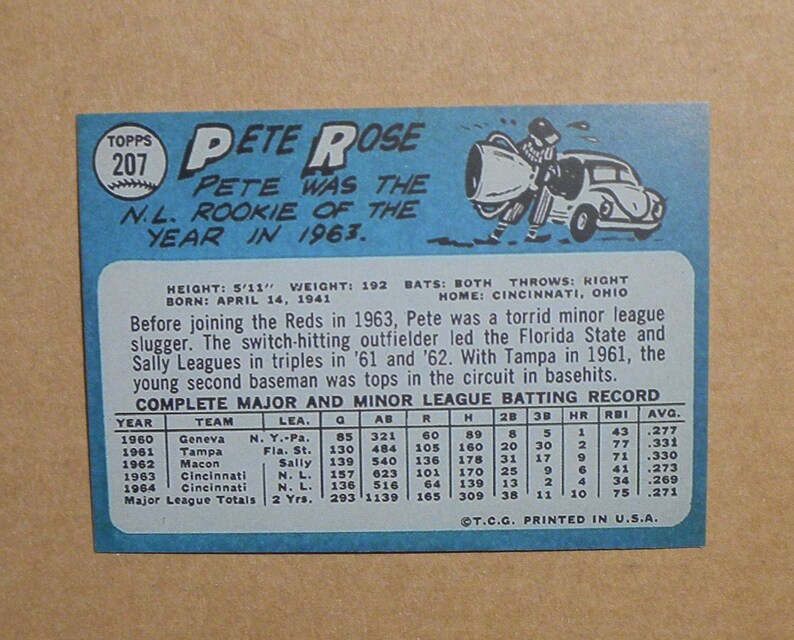 TOPPS
207
PETE ROSE
PETE WAS THE
N.L. ROOKIE OF THE
YEAR IN 1963.
HEIGHT: 5'11" WEIGHT: 192 BATS: BOTH THROWS: RIGHT
BORN: APRIL 14, 1941 HOME: CINCINNATI, OHIO
Before joining the Reds in 1963, Pete was a torrid minor league
slugger. The switch-hitting outfielder led the Florida State and
Sally Leagues in triples in '61 and '62. With Tampa in 1961, the
young second baseman was tops in the circuit in basehits.
COMPLETE MAJOR AND MINOR LEAGUE BATTING RECORD
YEAR TEAM LEA. G AB R H 2B 3B HR RBI AVG.
1960 Geneva N. Y.-Pa. 85 321 60 89 8 5 1 43 .277
1961 Tampa Fla. St. 130 484 105 160 20 30 2 77 .331
1962 Macon Sally 139 540 136 178 31 17 9 71 .330
1963 Cincinnati N. L. 157 623 101 170 25 9 6 41 .273
1964 Cincinnati N. L. 136 516 64 139 13 2 4 34 .269
Major League Totals 2 Yrs. 293 1139 165 309 38 11 10 75 .271
©T.C.G. PRINTED IN U.S.A.